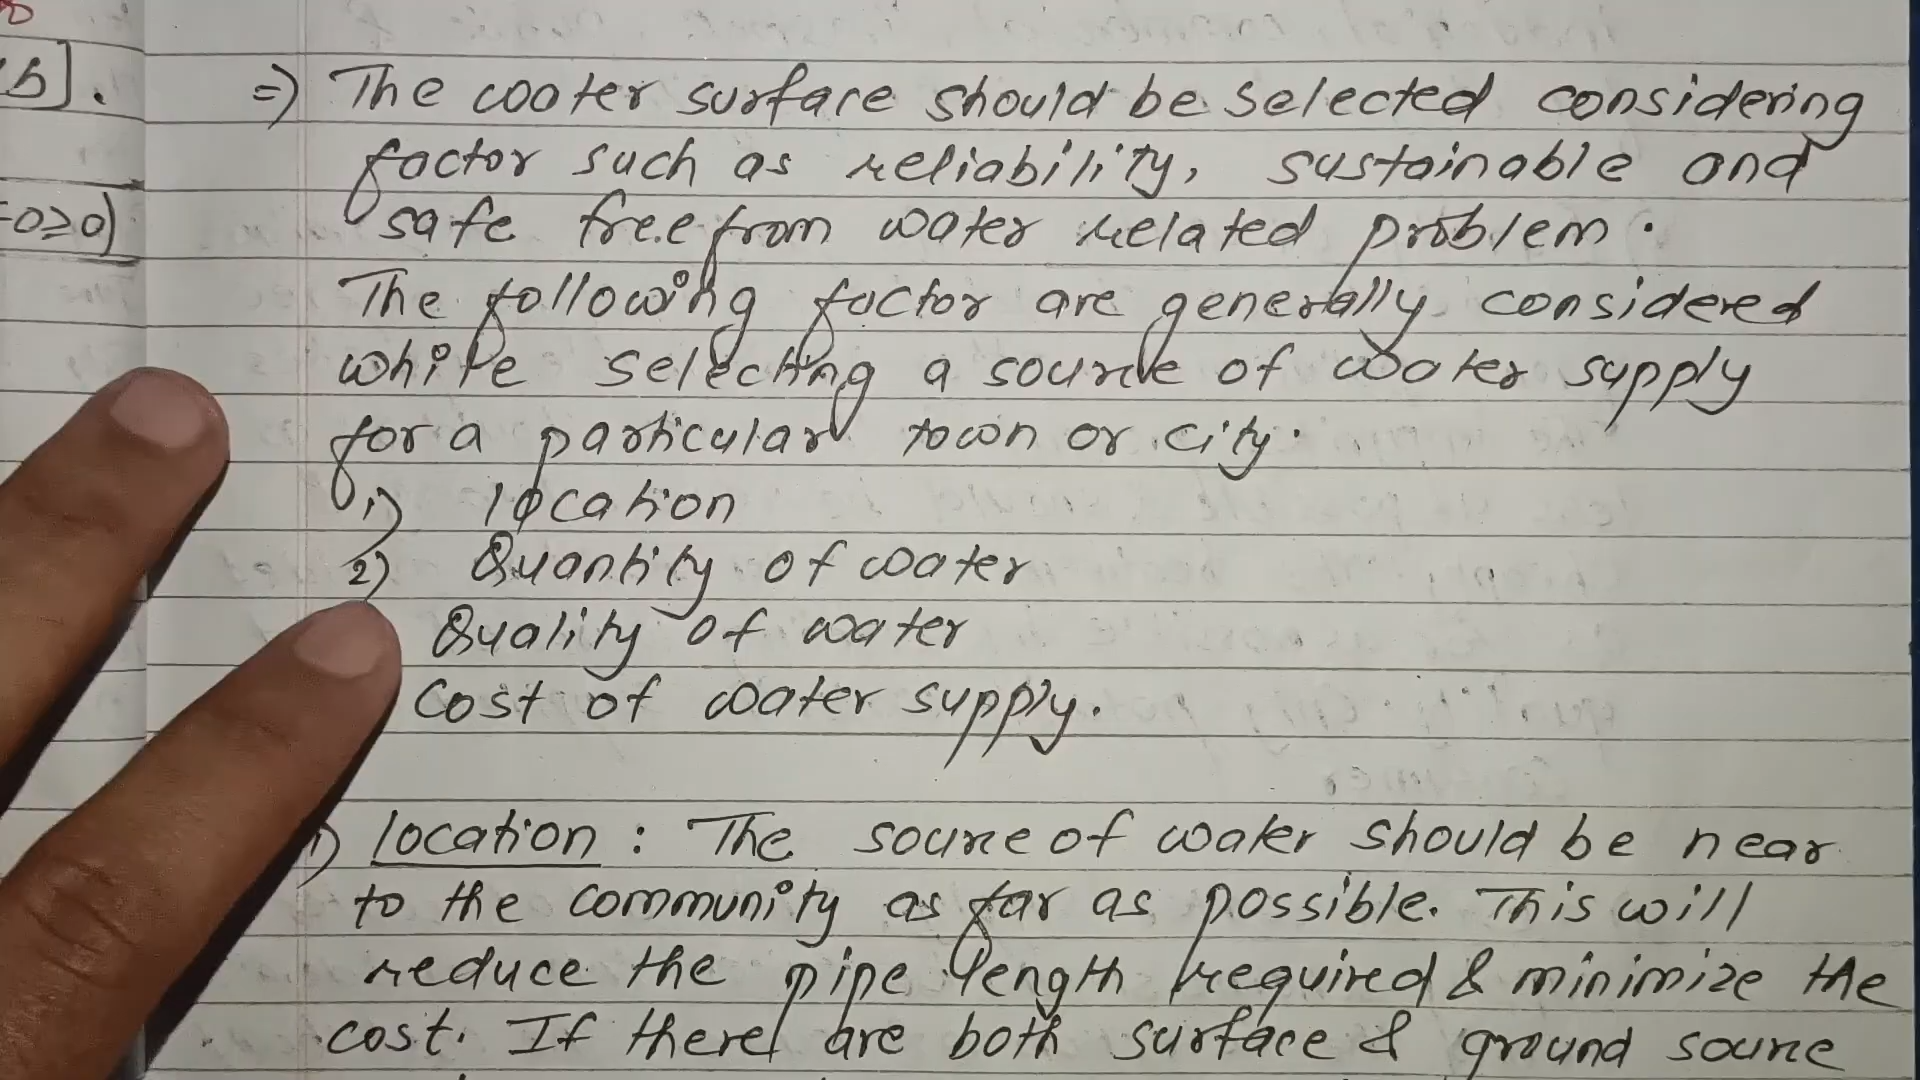 b].
=) The water surface should be selected considering
factor such as reliability, sustainable and
=0≥0)
safe free from water related problem.
The following factor are generally considered
while selecting a source of water supply
for a particular town or city.
1) location
2) Quantity of water
Quality of water
Cost of water supply.
1) location : The source of water should be near
to the community as far as possible. This will
reduce the pipe length required & minimize the
cost. If there are both surface & ground source